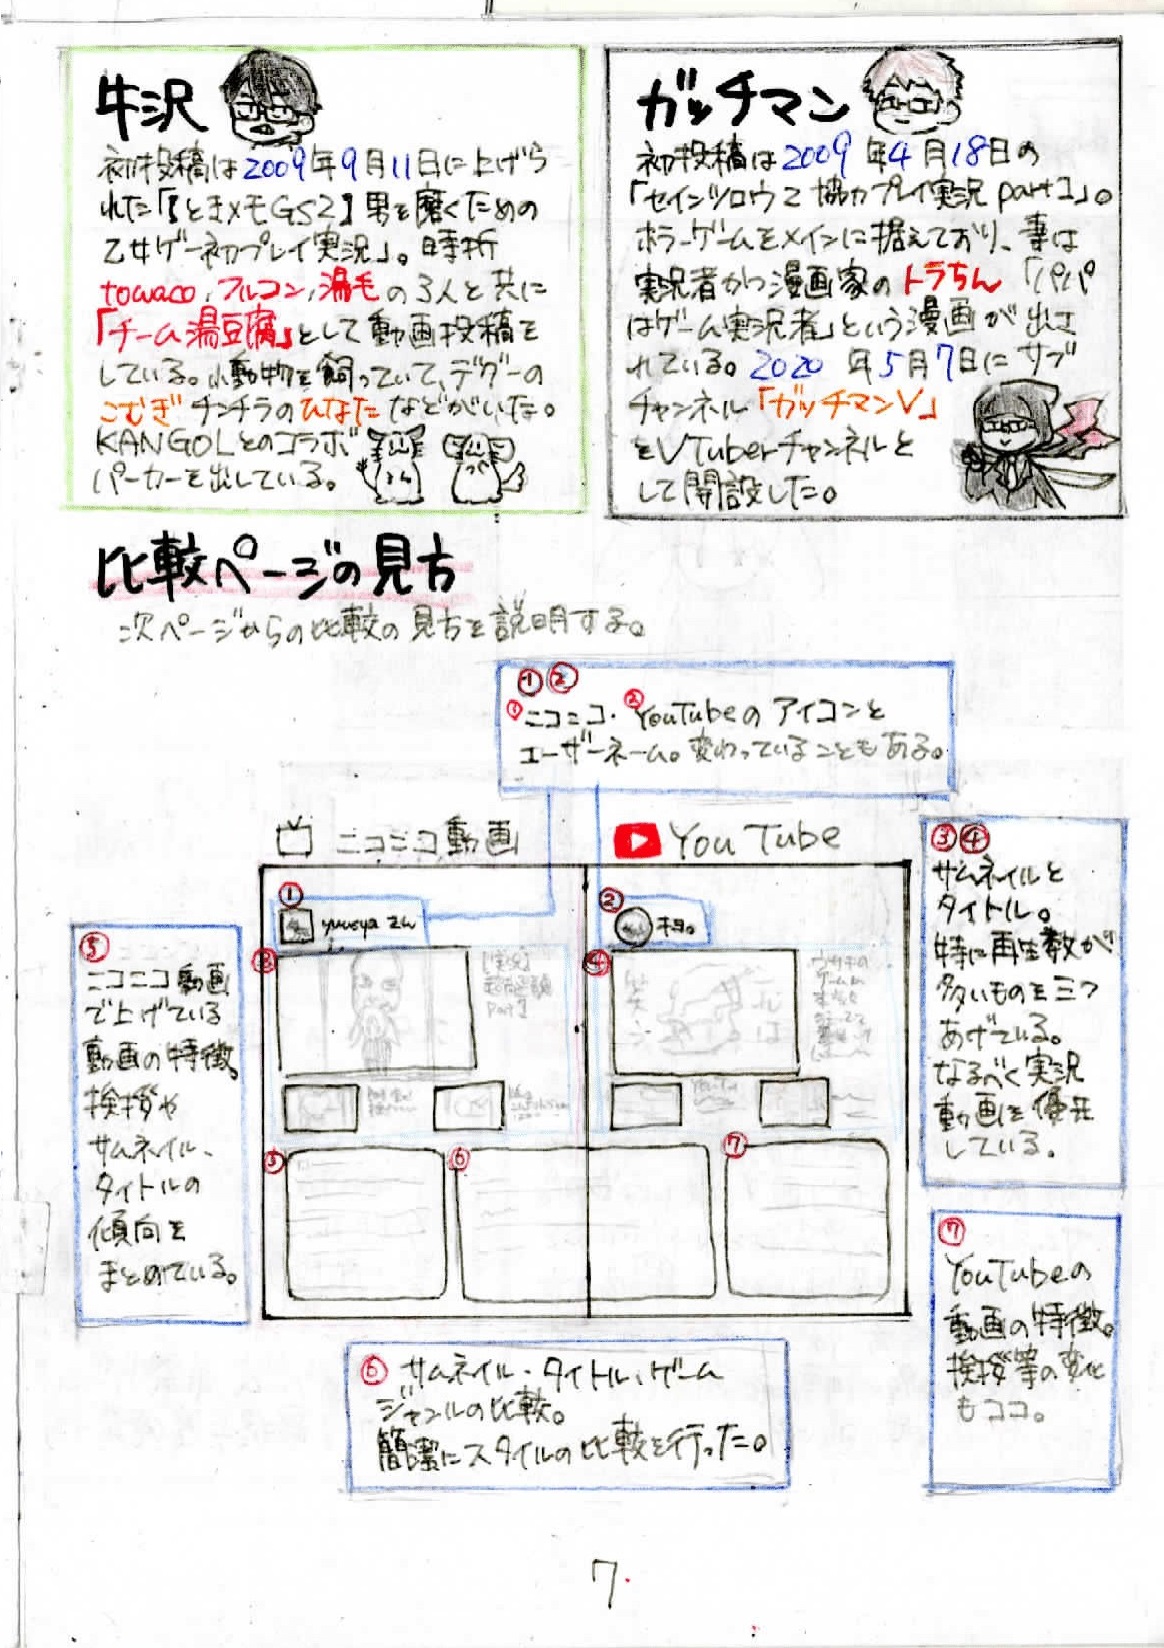 牛沢
初投稿は2009年9月11日に上げら
れた「【ときメモGS2】男を磨くための
乙女ゲー初プレイ実況」。時折
towaco、フルコン、湯毛の3人と共に
「チーム湯豆腐」として動画投稿を
している。小動物を飼っていて、デグーの
こむぎ チンチラのひなたなどがいた。
KANGOLとのコラボ
パーカーを出している。
ガッチマン
初投稿は2009年4月18日の
「セインツロウ2 協力プレイ実況 part1」。
ホラーゲームをメインに据えており、妻は
実況者かつ漫画家のトラちん「パパ
はゲーム実況者」という漫画が出さ
れている。2020年5月7日にサブ
チャンネル「ガッチマンV」
をVTuberチャンネルと
して開設した。
比較ページの見方
次ページからの比較の見方を説明する。
①②
①ニコニコ・②YouTubeのアイコンと
ユーザーネーム。変わっていることもある。
ニコニコ動画
YouTube
①
②
③
④
[実況]
part1
⑤
⑥
⑦
③④
サムネイルと
タイトル。
特に再生数が
多いものを三つ
あげている。
なるべく実況
動画を優先
している。
⑤
ニコニコ動画
で上げている
動画の特徴。
挨拶や
サムネイル、
タイトルの
傾向を
まとめている。
⑦
YouTubeの
動画の特徴。
挨拶等の変化
もココ。
⑥ サムネイル・タイトル、ゲーム
ジャンルの比較。
簡潔にスタイルの比較を行った。
7